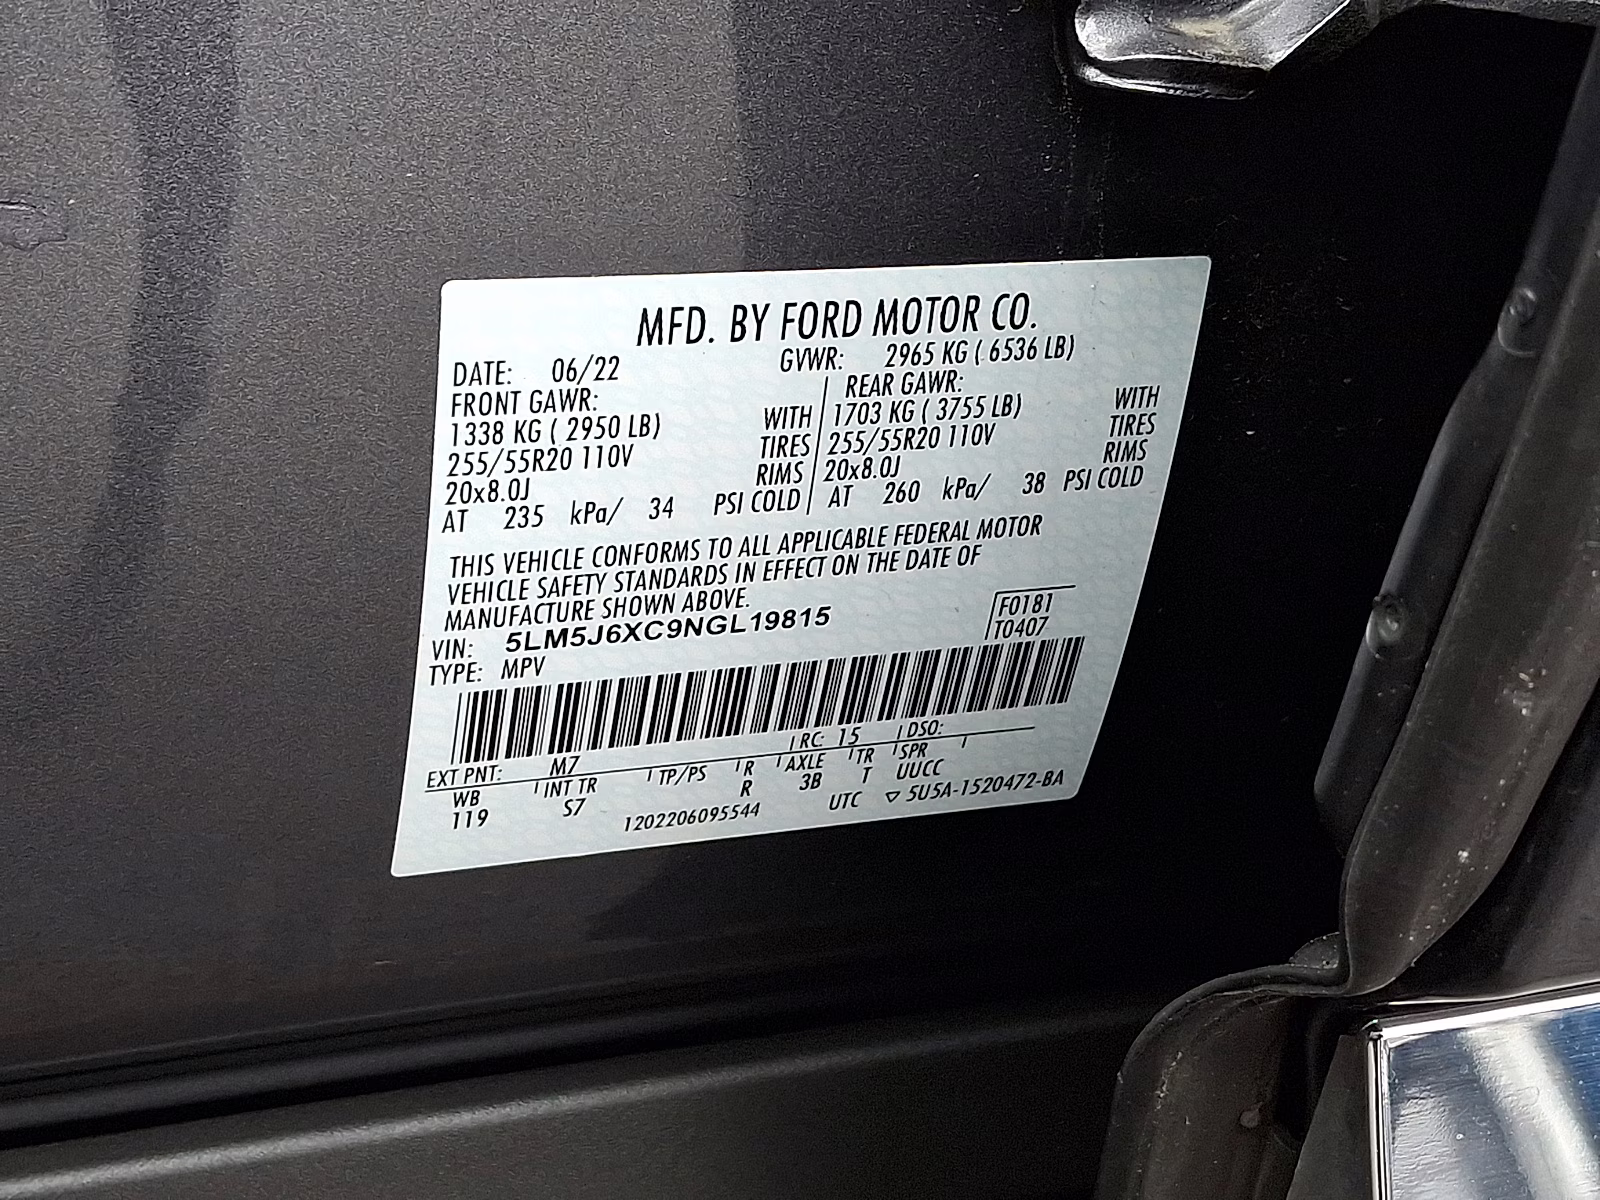 MFD. BY FORD MOTOR CO.
DATE: 06/22 GVWR: 2965 KG ( 6536 LB)
FRONT GAWR: REAR GAWR:
1338 KG ( 2950 LB) WITH 1703 KG ( 3755 LB) WITH
255/55R20 110V TIRES 255/55R20 110V TIRES
20x8.0J RIMS 20x8.0J RIMS
AT 235 kPa/ 34 PSI COLD AT 260 kPa/ 38 PSI COLD
THIS VEHICLE CONFORMS TO ALL APPLICABLE FEDERAL MOTOR
VEHICLE SAFETY STANDARDS IN EFFECT ON THE DATE OF
MANUFACTURE SHOWN ABOVE.
VIN: 5LM5J6XC9NGL19815 F0181
TYPE: MPV T0407
EXT PNT: M7 RC: 15 DSO:
WB INT TR TP/PS R AXLE TR SPR
119 S7 R 3B T UUCC
1202206095544 UTC ▽ 5U5A-1520472-BA